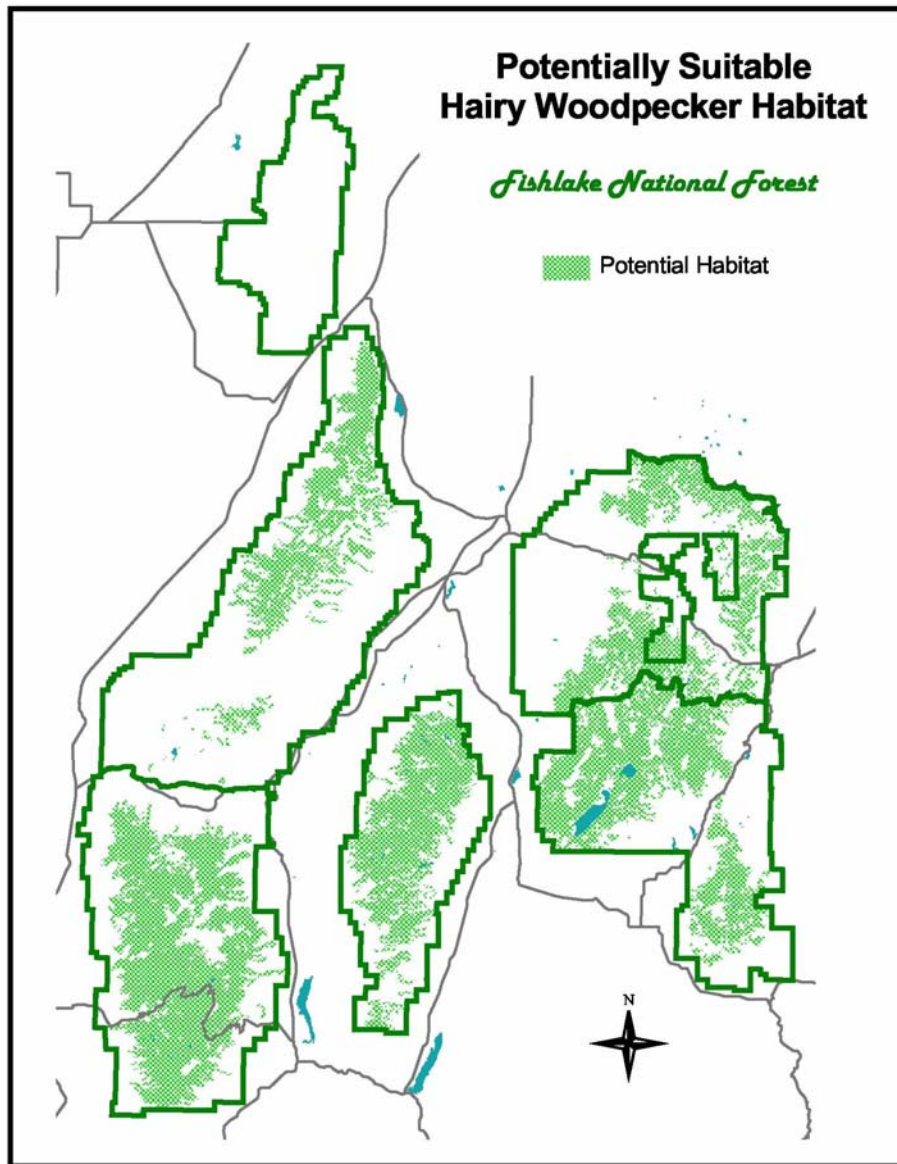 Potentially Suitable
Hairy Woodpecker Habitat
Fishlake National Forest
Potential Habitat
N